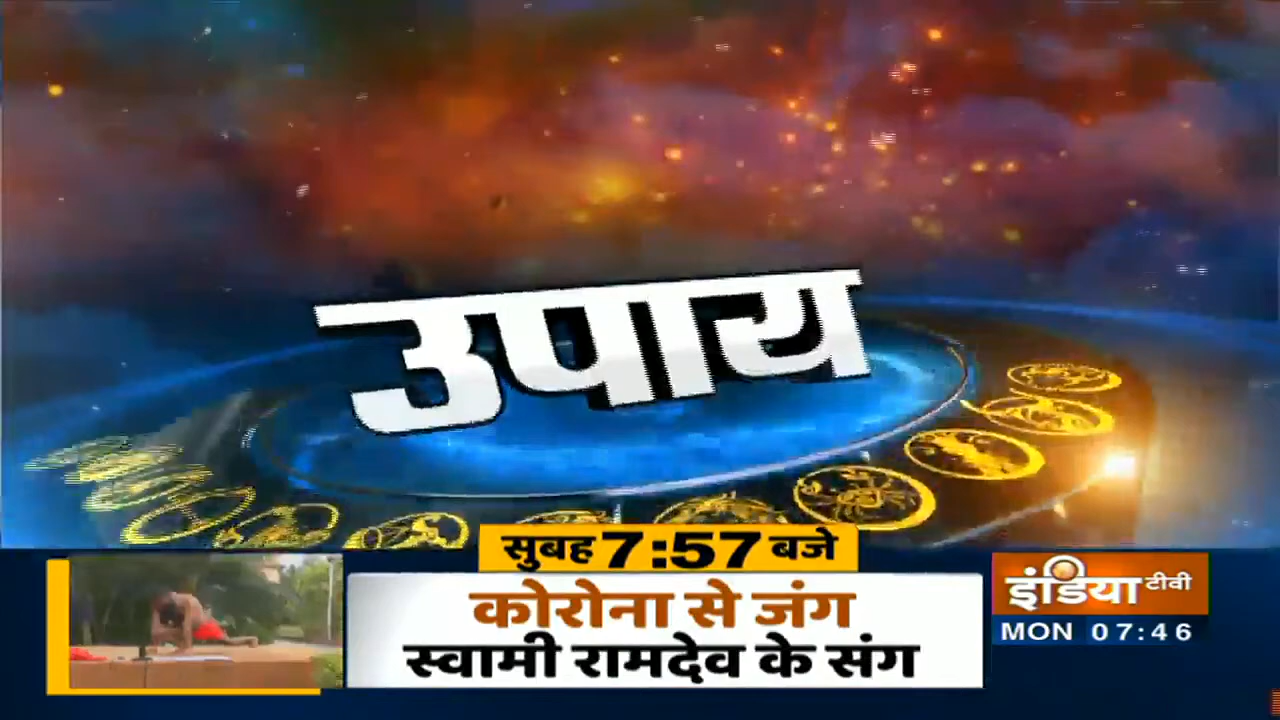 उपाय
सुबह 7:57 बजे
कोरोना से जंग
स्वामी रामदेव के संग
इंडिया टीवी
MON 07:46